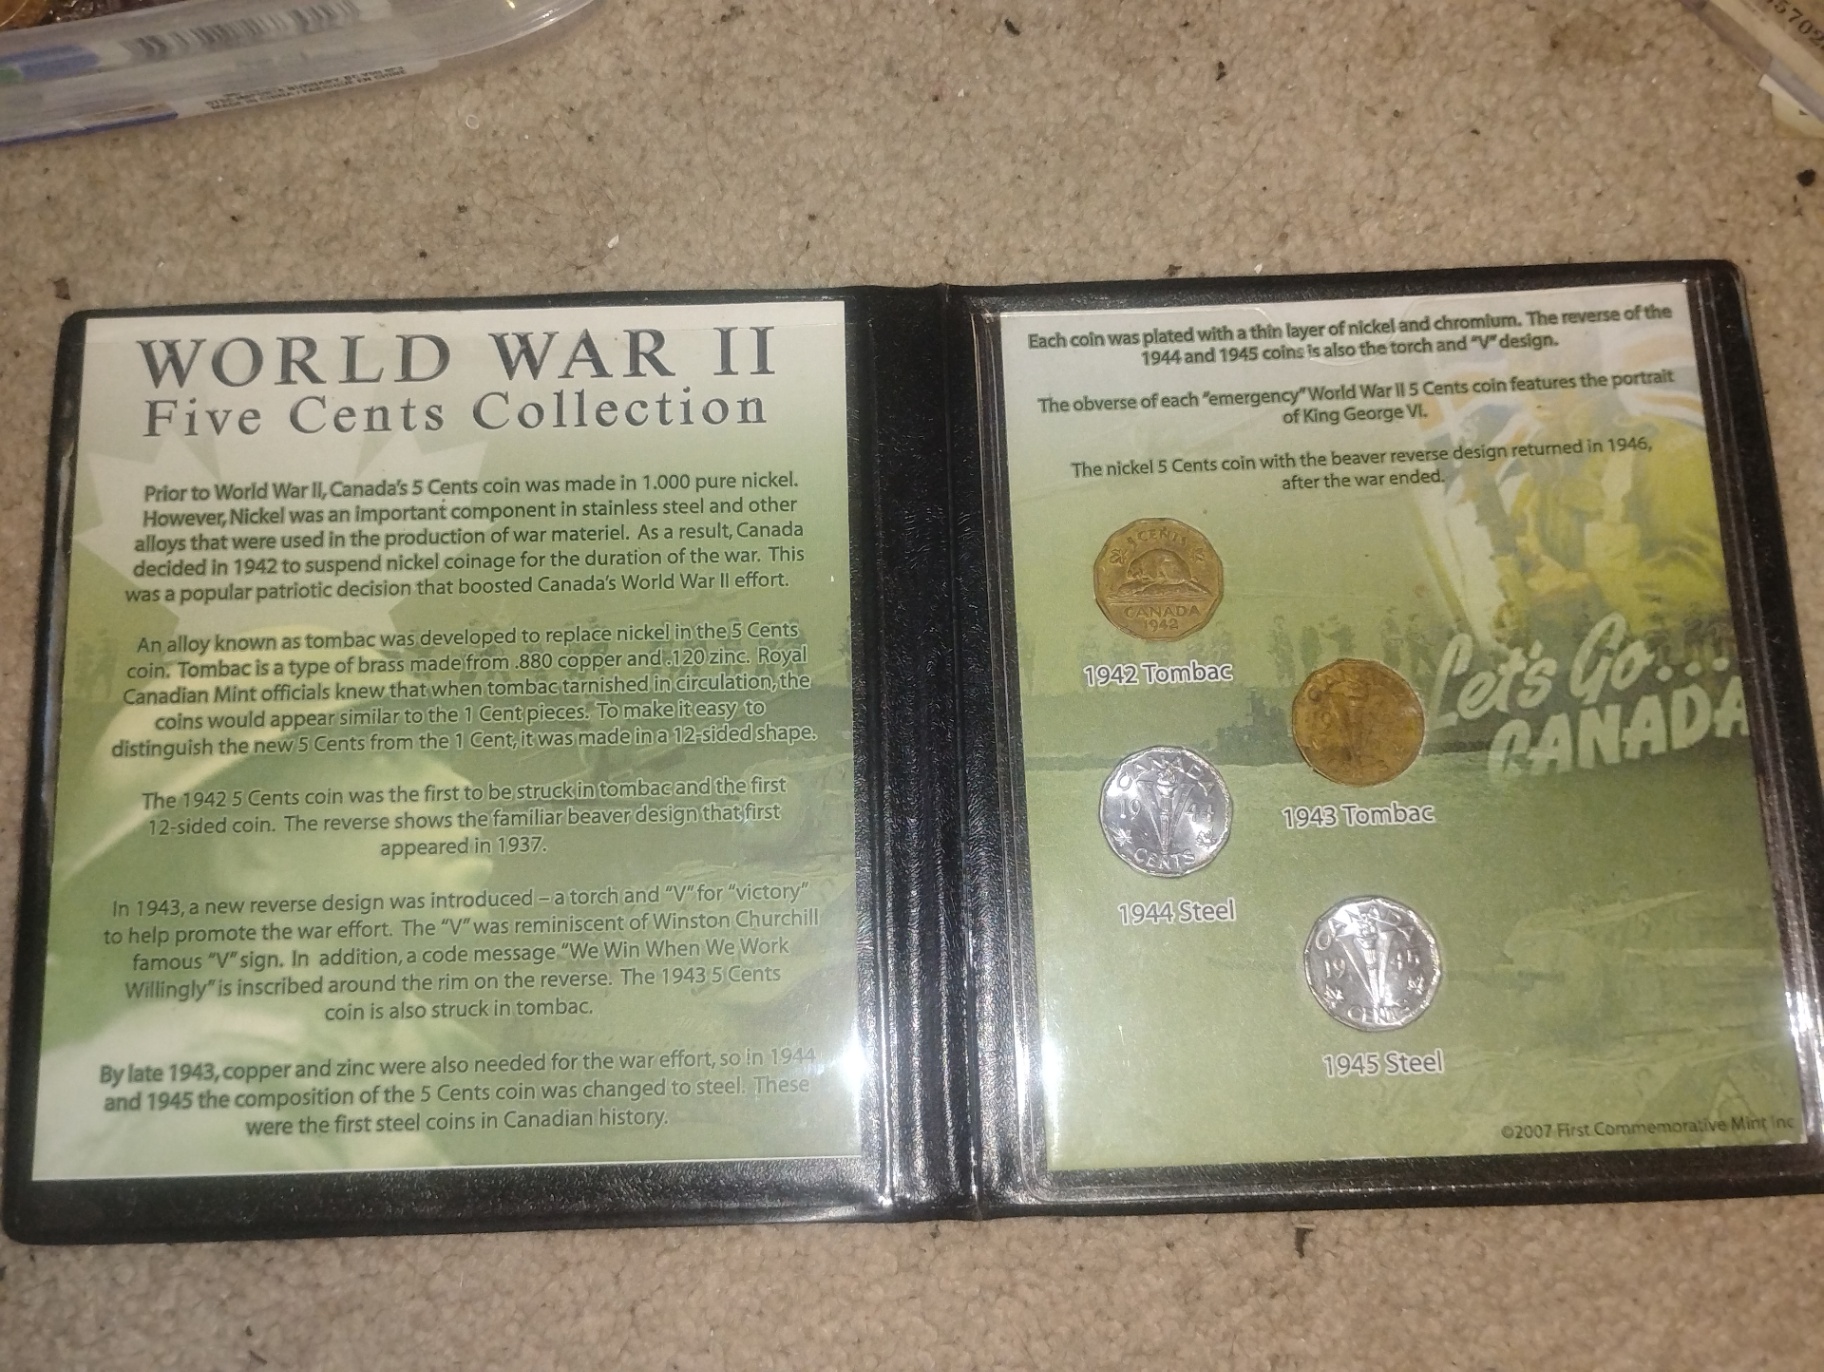 MADE IN CHINA / FABRIQUÉ EN CHINE
WORLD WAR II
Five Cents Collection
Prior to World War II, Canada's 5 Cents coin was made in 1.000 pure nickel.
However, Nickel was an important component in stainless steel and other
alloys that were used in the production of war materiel. As a result, Canada
decided in 1942 to suspend nickel coinage for the duration of the war. This
was a popular patriotic decision that boosted Canada's World War II effort.
An alloy known as tombac was developed to replace nickel in the 5 Cents
coin. Tombac is a type of brass made from .880 copper and .120 zinc. Royal
Canadian Mint officials knew that when tombac tarnished in circulation, the
coins would appear similar to the 1 Cent pieces. To make it easy to
distinguish the new 5 Cents from the 1 Cent, it was made in a 12-sided shape.
The 1942 5 Cents coin was the first to be struck in tombac and the first
12-sided coin. The reverse shows the familiar beaver design that first
appeared in 1937.
In 1943, a new reverse design was introduced – a torch and "V" for "victory"
to help promote the war effort. The "V" was reminiscent of Winston Churchill
famous "V" sign. In addition, a code message "We Win When We Work
Willingly" is inscribed around the rim on the reverse. The 1943 5 Cents
coin is also struck in tombac.
By late 1943, copper and zinc were also needed for the war effort, so in 1944
and 1945 the composition of the 5 Cents coin was changed to steel. These
were the first steel coins in Canadian history.
Each coin was plated with a thin layer of nickel and chromium. The reverse of the
1944 and 1945 coins is also the torch and "V" design.
The obverse of each "emergency" World War II 5 Cents coin features the portrait
of King George VI.
The nickel 5 Cents coin with the beaver reverse design returned in 1946,
after the war ended.
5 CENTS
CANADA
1942
1942 Tombac
Let's Go...
CANADA
19
1943 Tombac
CANADA
19 44
CENTS
1944 Steel
CANADA
19 45
CENTS
1945 Steel
©2007 First Commemorative Mint Inc